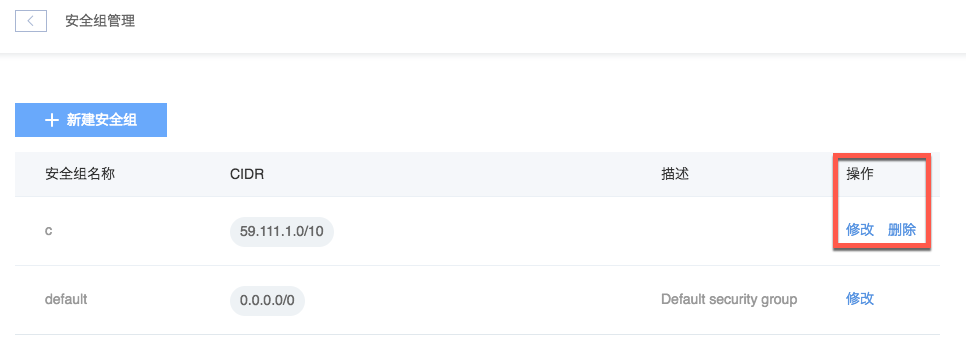 安全组管理
新建安全组
安全组名称 CIDR 描述 操作
c 59.111.1.0/10 修改 删除
default 0.0.0.0/0 Default security group 修改